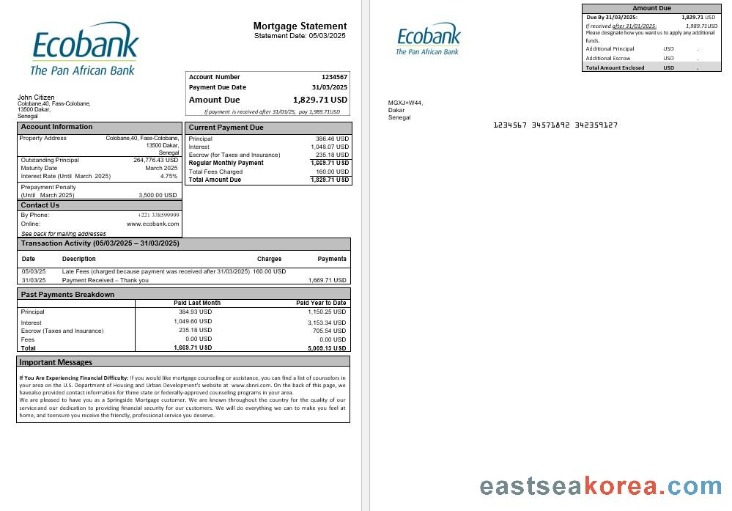 Ecobank
The Pan African Bank
Mortgage Statement
Statement Date: 05/03/2025
Account Number 1234567
Payment Due Date 31/03/2025
Amount Due 1,829.71 USD
If payment is received after 31/03/25, pay 1,989.71USD
John Citizen
Colobane,40, Fass-Colobane,
13500 Dakar,
Senegal
Account Information
Property Address Colobane,40, Fass-Colobane,
13500 Dakar,
Senegal
Outstanding Principal 264,776.43 USD
Maturity Date March 2025
Interest Rate (Until March 2025) 4.75%
Prepayment Penalty
(Until March 2025) 3,500.00 USD
Contact Us
By Phone:
Online: www.ecobank.com
See back for mailing addresses
Current Payment Due
Principal 386.46 USD
Interest 1,048.07 USD
Escrow (for Taxes and Insurance) 235.18 USD
Regular Monthly Payment 1,669.71 USD
Total Fees Charged 160.00 USD
Total Amount Due 1,829.71 USD
Transaction Activity (05/03/2025 – 31/03/2025)
Date Description Charges Payments
05/03/25 Late Fees (charged because payment was received after 31/03/2025) 160.00 USD
31/03/25 Payment Received – Thank you 1,669.71 USD
Past Payments Breakdown
Paid Last Month Paid Year to Date
Principal 384.93 USD 1,150.25 USD
Interest 1,049.60 USD 3,153.34 USD
Escrow (Taxes and Insurance) 235.18 USD 705.54 USD
Fees 0.00 USD 0.00 USD
Total 1,669.71 USD 5,009.13 USD
Important Messages
If You Are Experiencing Financial Difficulty: If you would like mortgage counseling or assistance, you can find a list of counselors in
your area on the U.S. Department of Housing and Urban Development's website at On the back of this page, we
havealso provided contact information for three state or federally-approved counseling programs in your area.
We are pleased to have you as a Springside Mortgage customer. We are known throughout the country for the quality of our
serviceand our dedication to providing financial security for our customers. We will do everything we can to make you feel at
home, and toensure you receive the friendly, professional service you deserve.
Ecobank
The Pan African Bank
Amount Due
Due By 31/03/2025: 1,829.71 USD
If received after 31/03/2025: 1,989.71USD
Please designate how you want us to apply any additional
funds.
Additional Principal USD .
Additional Escrow USD .
Total Amount Enclosed USD .
MGXJ+W44,
Dakar
Senegal
1234567 34571892 342359127
eastseakorea.com